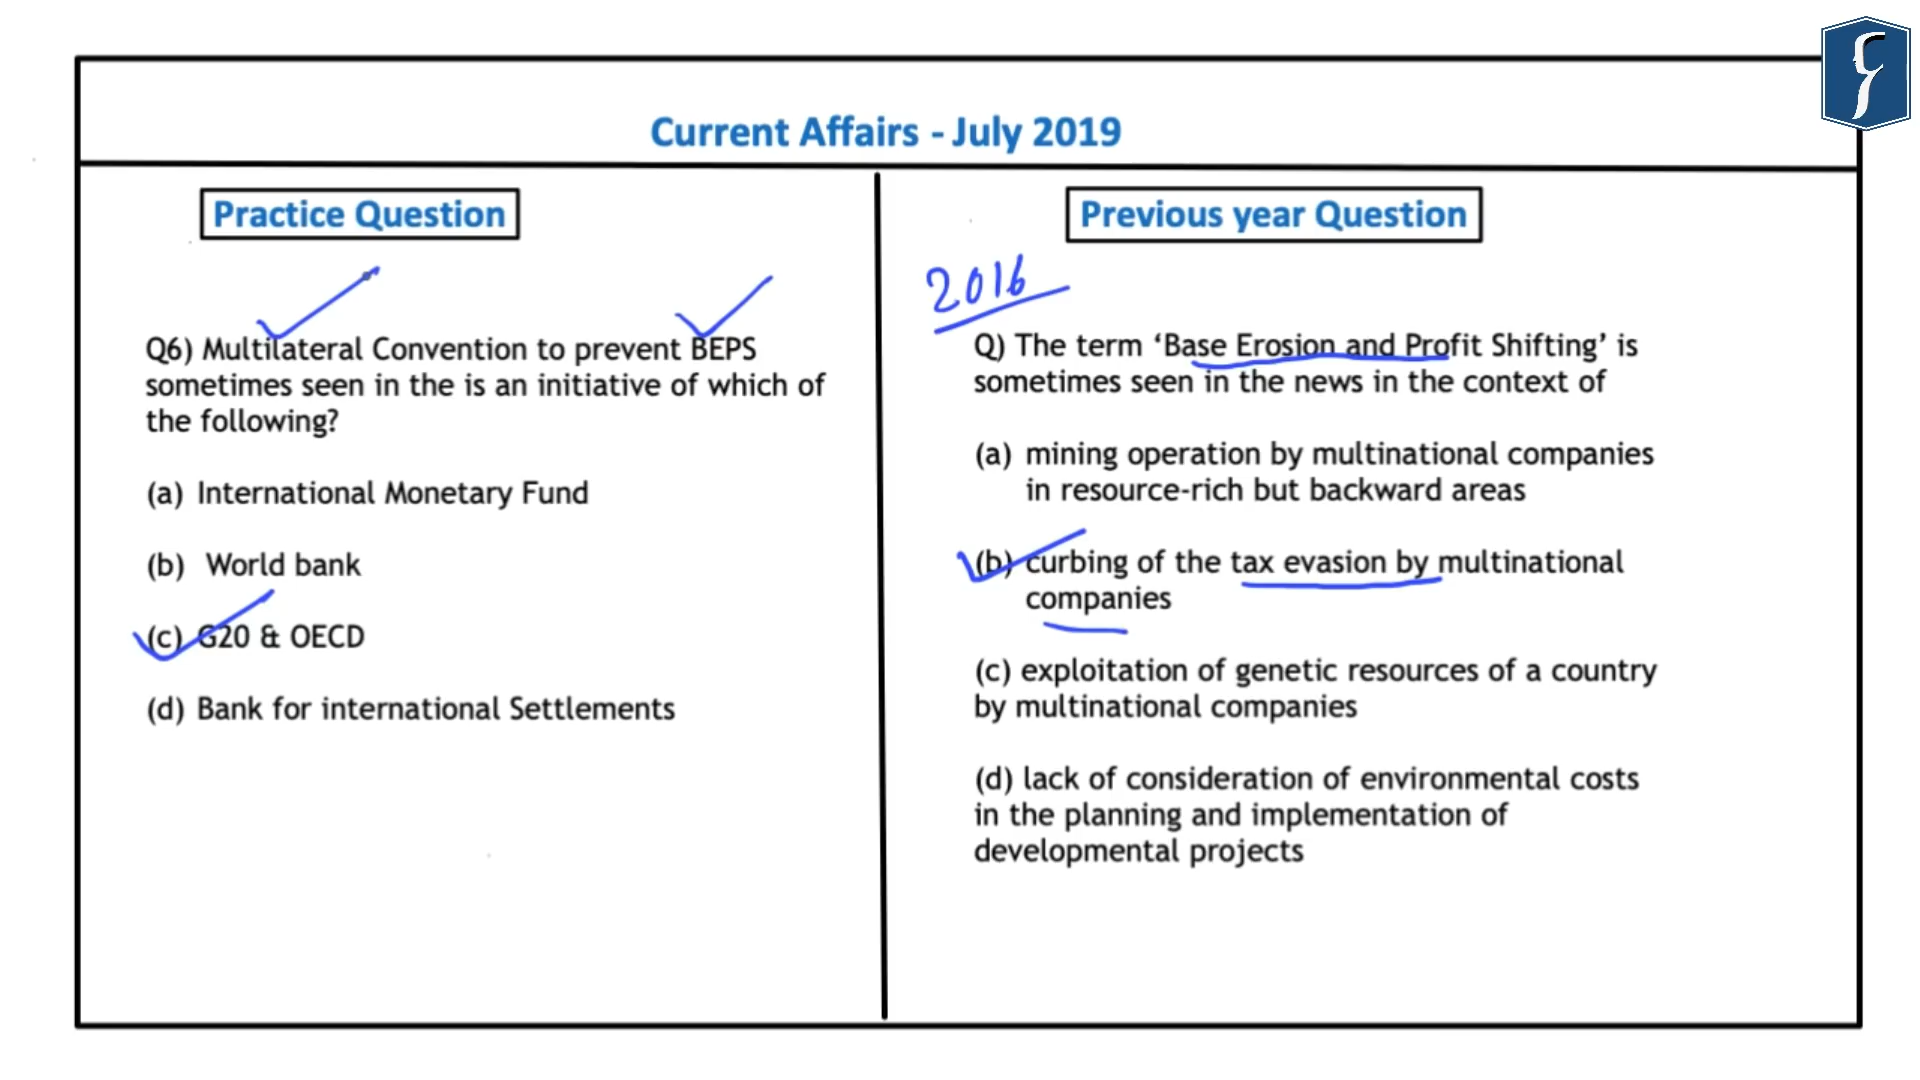 Current Affairs - July 2019
Practice Question
Q6) Multilateral Convention to prevent BEPS
sometimes seen in the is an initiative of which of
the following?
(a) International Monetary Fund
(b) World bank
(c) G20 & OECD
(d) Bank for international Settlements
Previous year Question
2016
Q) The term ‘Base Erosion and Profit Shifting’ is
sometimes seen in the news in the context of
(a) mining operation by multinational companies
in resource-rich but backward areas
(b) curbing of the tax evasion by multinational
companies
(c) exploitation of genetic resources of a country
by multinational companies
(d) lack of consideration of environmental costs
in the planning and implementation of
developmental projects